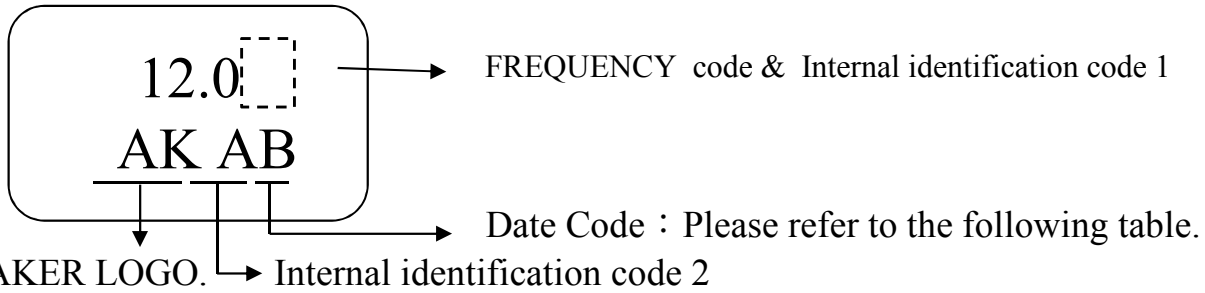 12.0
FREQUENCY code & Internal identification code 1
AK AB
Date Code：Please refer to the following table.
AKER LOGO. Internal identification code 2